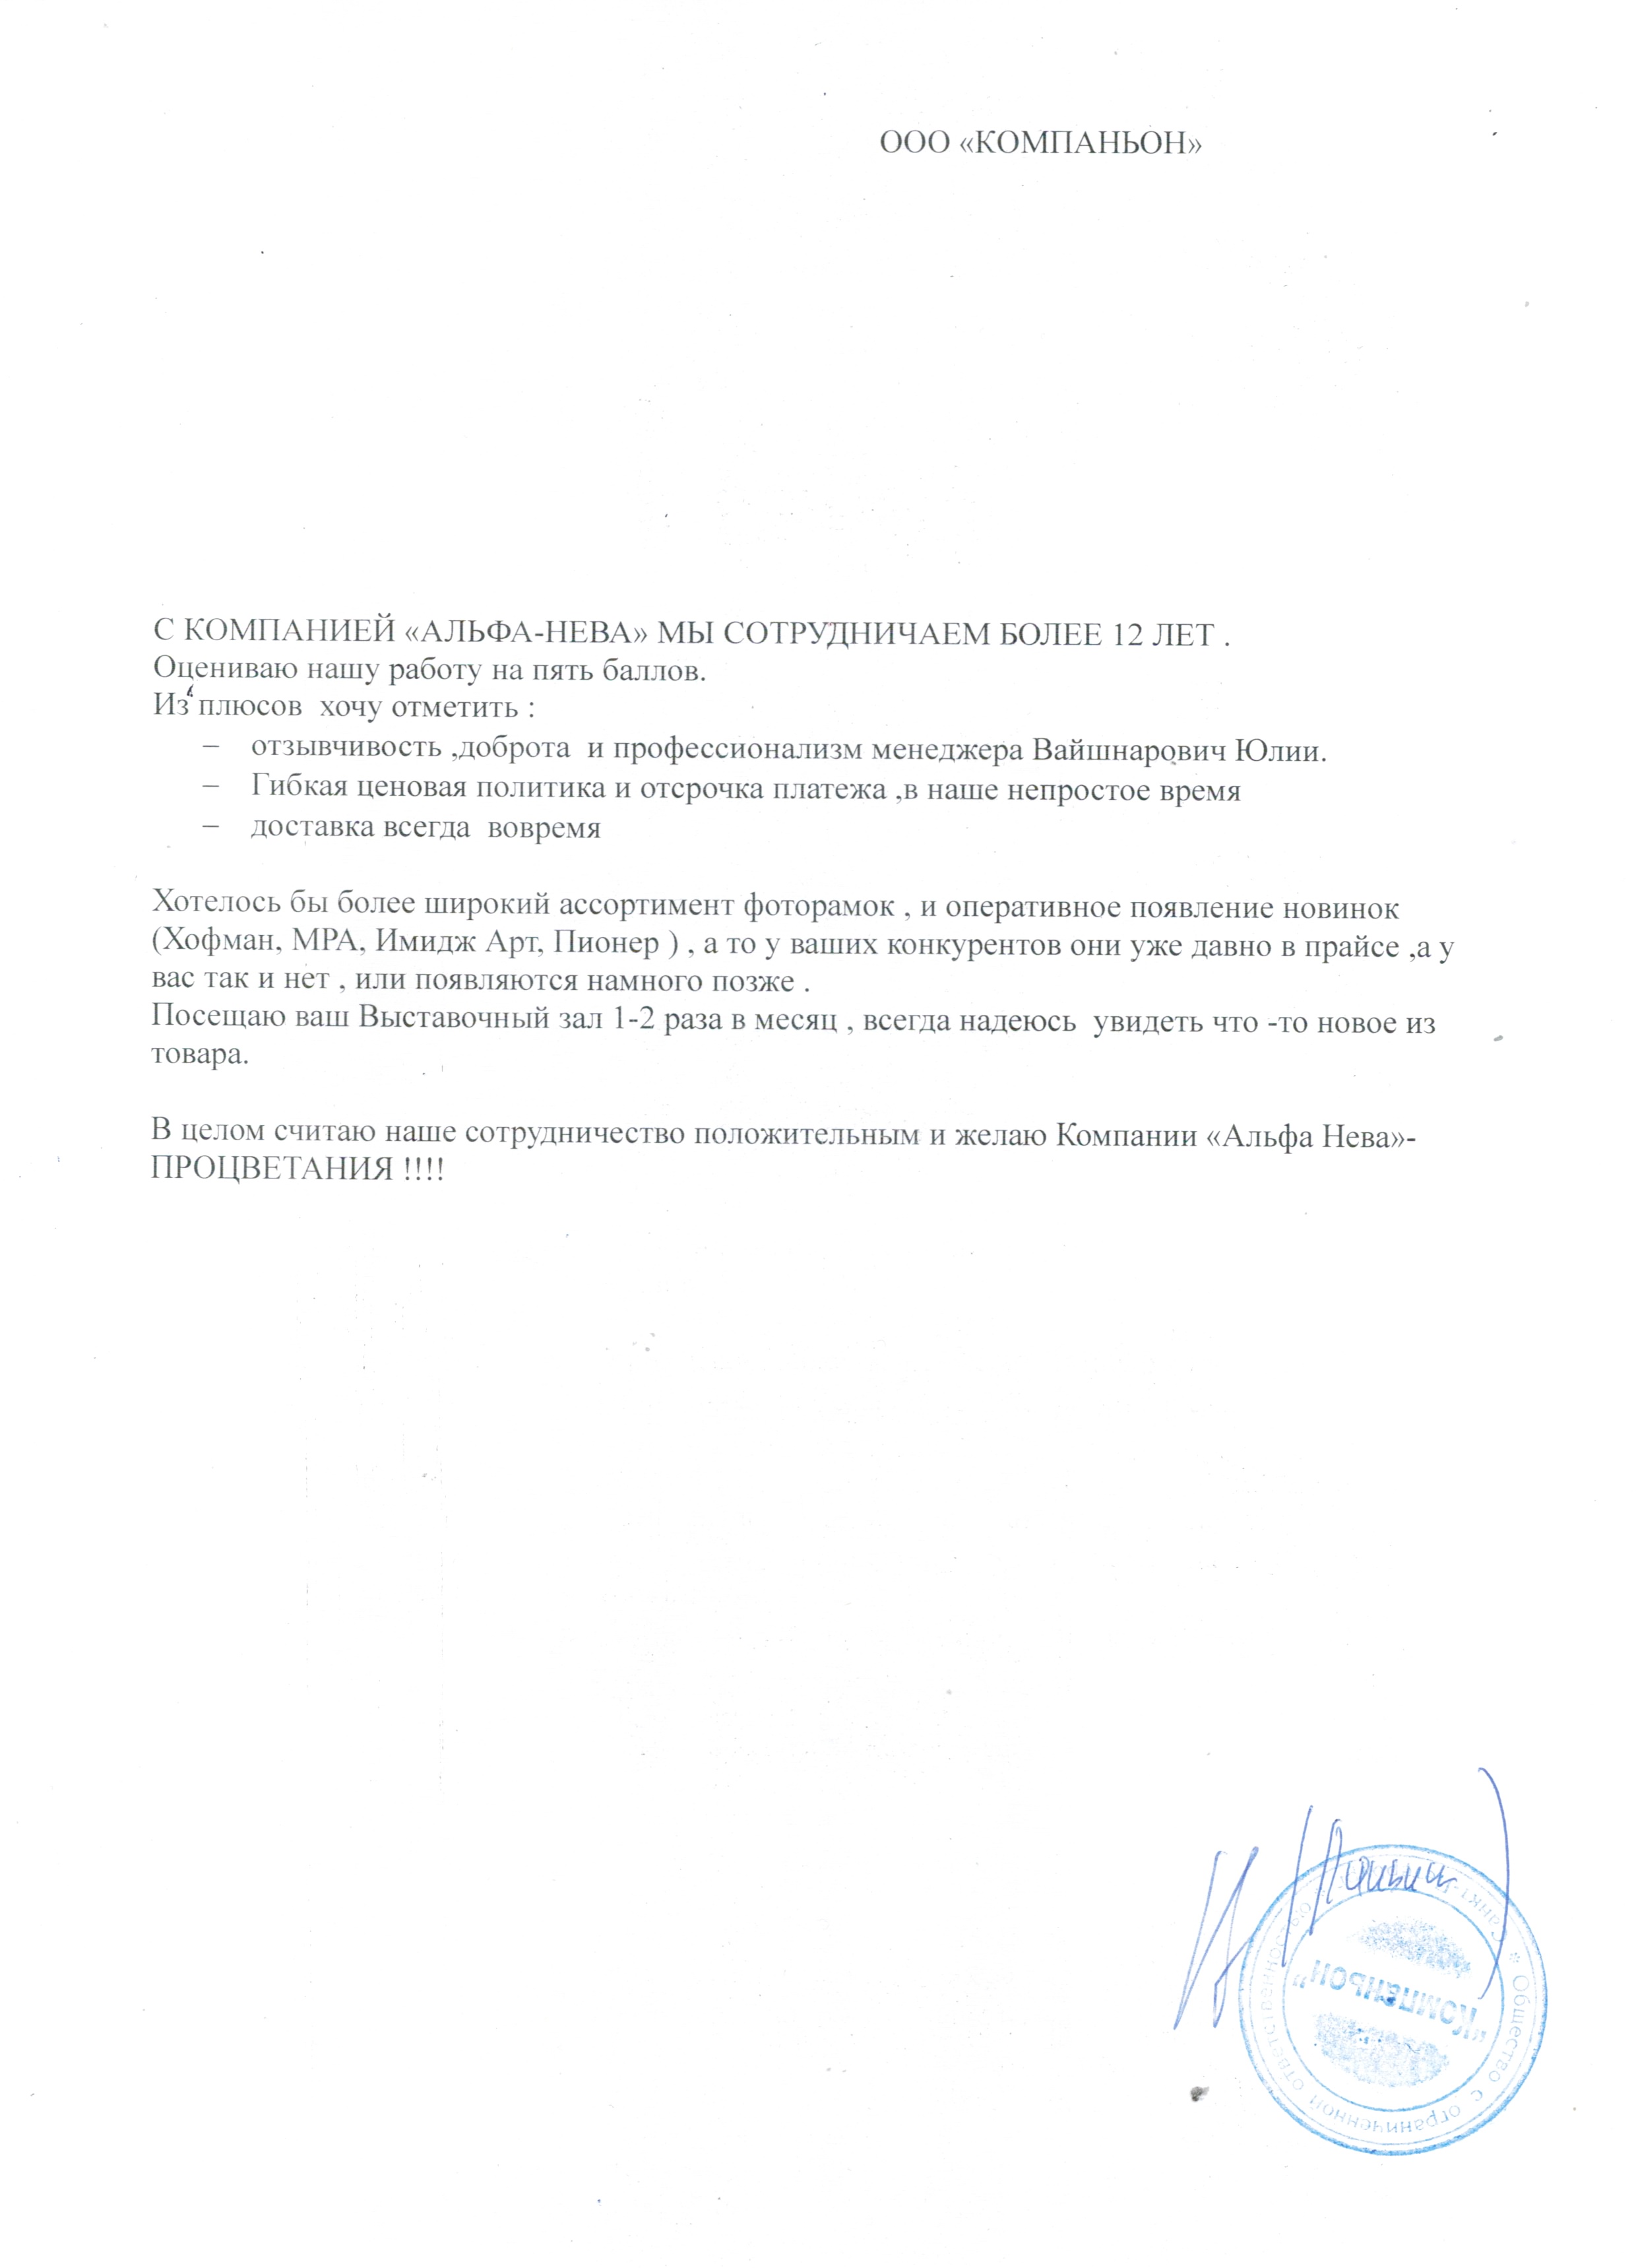 ООО «КОМПАНЬОН»
С КОМПАНИЕЙ «АЛЬФА-НЕВА» МЫ СОТРУДНИЧАЕМ БОЛЕЕ 12 ЛЕТ .
Оцениваю нашу работу на пять баллов.
Из плюсов  хочу отметить :
– отзывчивость ,доброта  и профессионализм менеджера Вайшнарович Юлии.
– Гибкая ценовая политика и отсрочка платежа ,в наше непростое время
– доставка всегда  вовремя
Хотелось бы более широкий ассортимент фоторамок , и оперативное появление новинок
(Хофман, МРА, Имидж Арт, Пионер ) , а то у ваших конкурентов они уже давно в прайсе ,а у
вас так и нет , или появляются намного позже .
Посещаю ваш Выставочный зал 1-2 раза в месяц , всегда надеюсь  увидеть что -то новое из
товара.
В целом считаю наше сотрудничество положительным и желаю Компании «Альфа Нева»-
ПРОЦВЕТАНИЯ !!!!
* Общество с ограниченной ответственностью
"Компаньон"